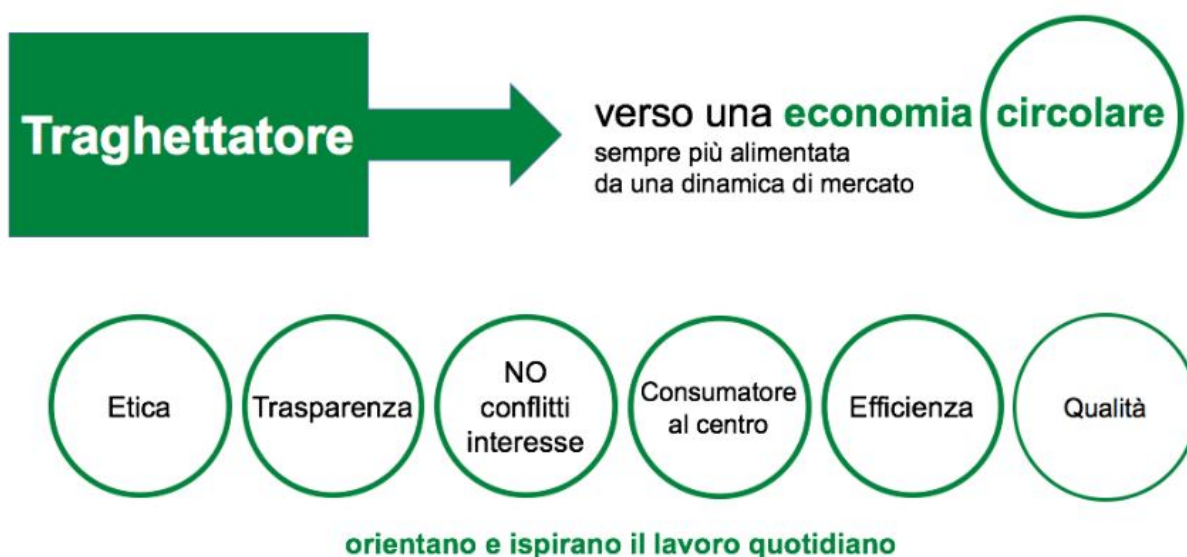 Traghettatore
verso una economia circolare
sempre più alimentata
da una dinamica di mercato
Etica
Trasparenza
NO
conflitti
interesse
Consumatore
al centro
Efficienza
Qualità
orientano e ispirano il lavoro quotidiano